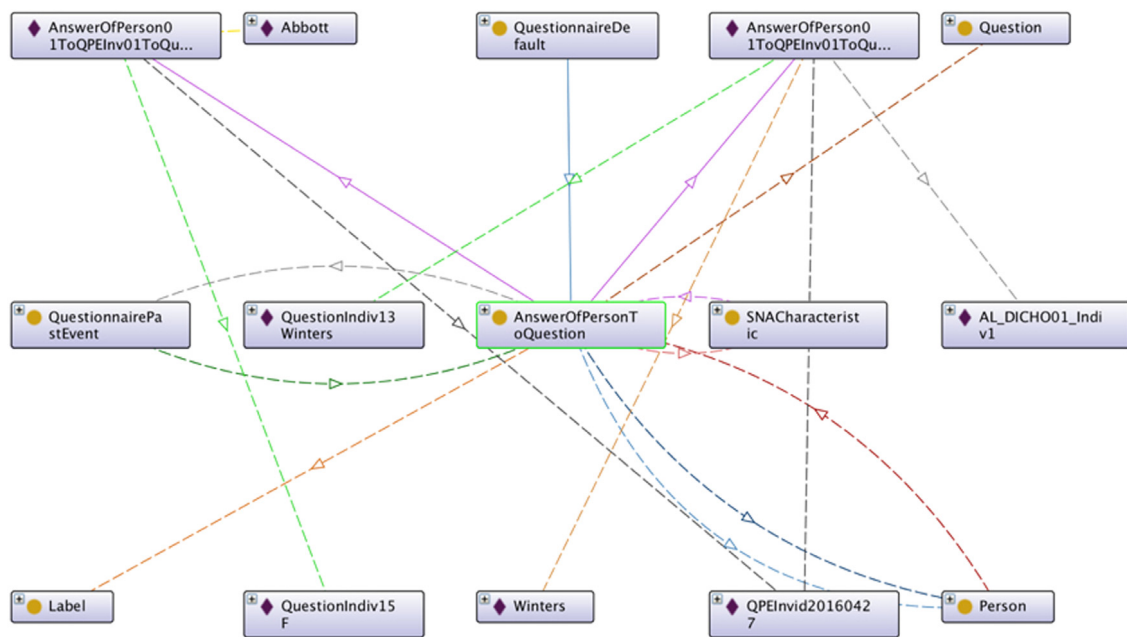 AnswerOfPerson0
1ToQPEInv01ToQu...
Abbott
QuestionnaireDe
fault
AnswerOfPerson0
1ToQPEInv01ToQu...
Question
QuestionnairePa
stEvent
QuestionIndiv13
Winters
AnswerOfPersonT
oQuestion
SNACharacterist
ic
AL_DICHO01_Indi
v1
Label
QuestionIndiv15
F
Winters
QPEInvid2016042
7
Person